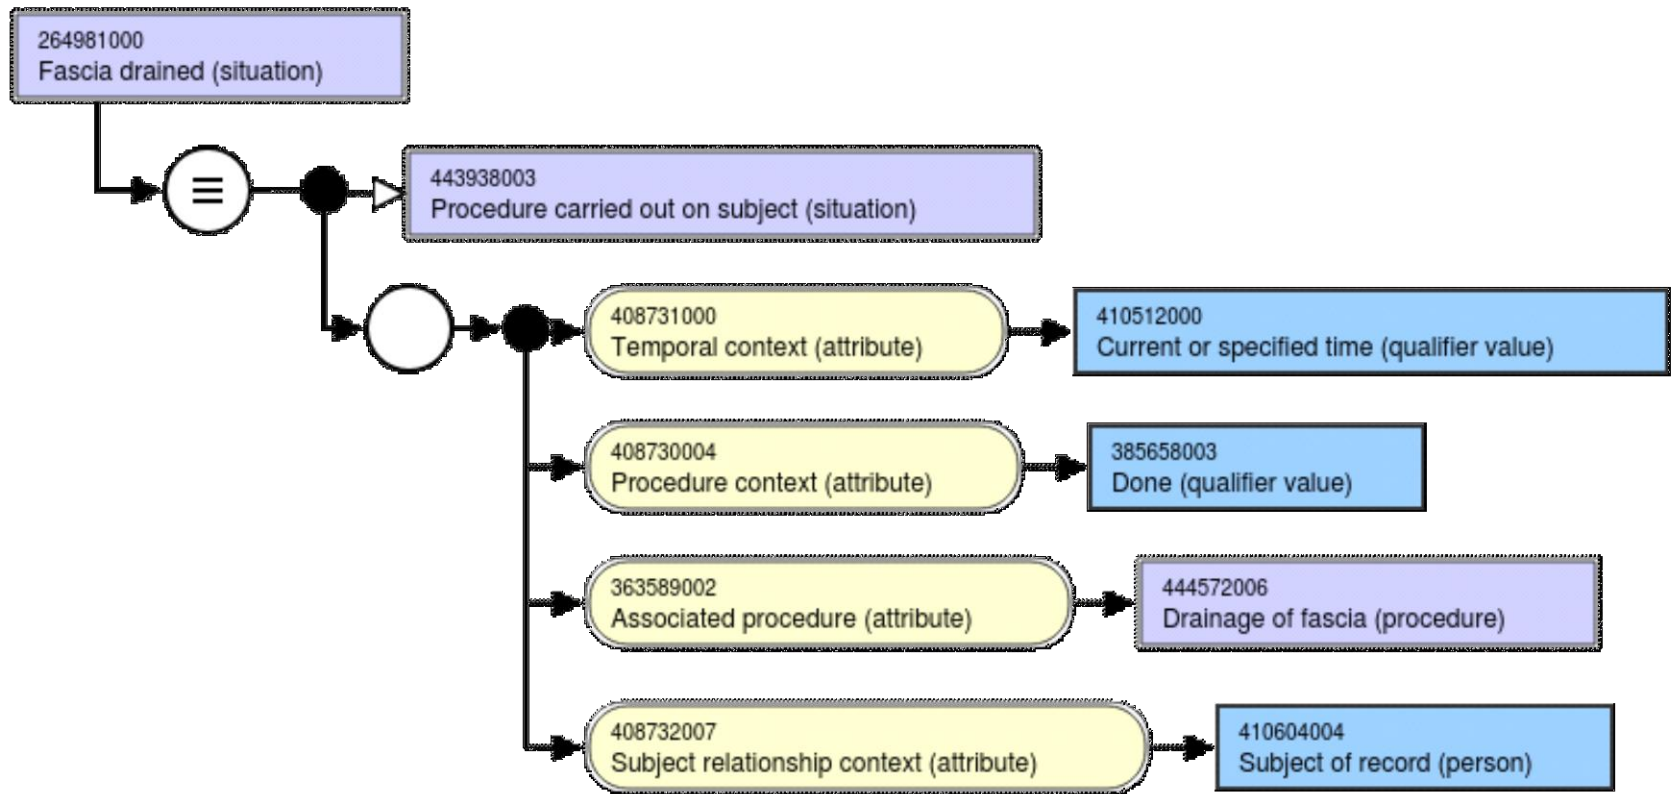 264981000
Fascia drained (situation)
443938003
Procedure carried out on subject (situation)
408731000
Temporal context (attribute)
410512000
Current or specified time (qualifier value)
408730004
Procedure context (attribute)
385658003
Done (qualifier value)
363589002
Associated procedure (attribute)
444572006
Drainage of fascia (procedure)
408732007
Subject relationship context (attribute)
410604004
Subject of record (person)